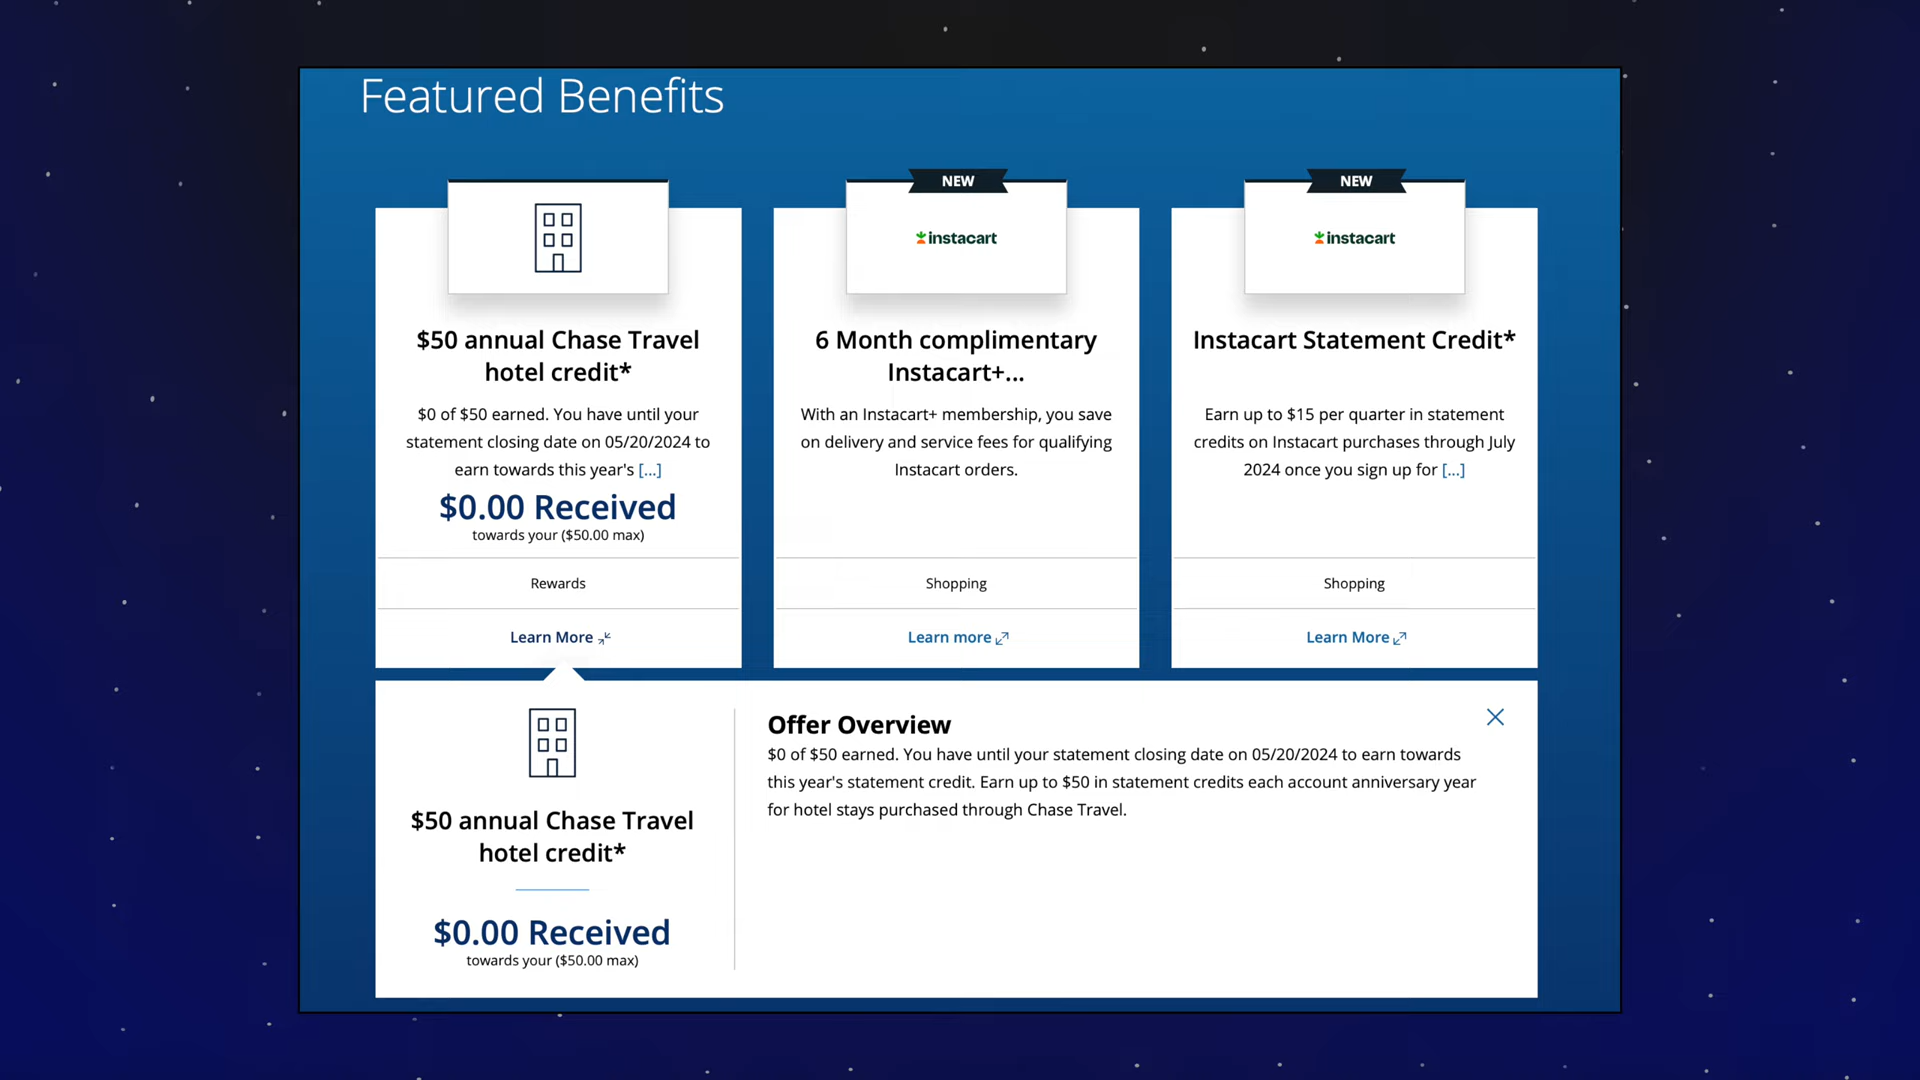 Featured Benefits
$50 annual Chase Travel
hotel credit*
$0 of $50 earned. You have until your
statement closing date on 05/20/2024 to
earn towards this year's [...]
$0.00 Received
towards your ($50.00 max)
Rewards
Learn More
NEW
instacart
6 Month complimentary
Instacart+...
With an Instacart+ membership, you save
on delivery and service fees for qualifying
Instacart orders.
Shopping
Learn more
NEW
instacart
Instacart Statement Credit*
Earn up to $15 per quarter in statement
credits on Instacart purchases through July
2024 once you sign up for [...]
Shopping
Learn More
$50 annual Chase Travel
hotel credit*
$0.00 Received
towards your ($50.00 max)
Offer Overview
$0 of $50 earned. You have until your statement closing date on 05/20/2024 to earn towards
this year's statement credit. Earn up to $50 in statement credits each account anniversary year
for hotel stays purchased through Chase Travel.